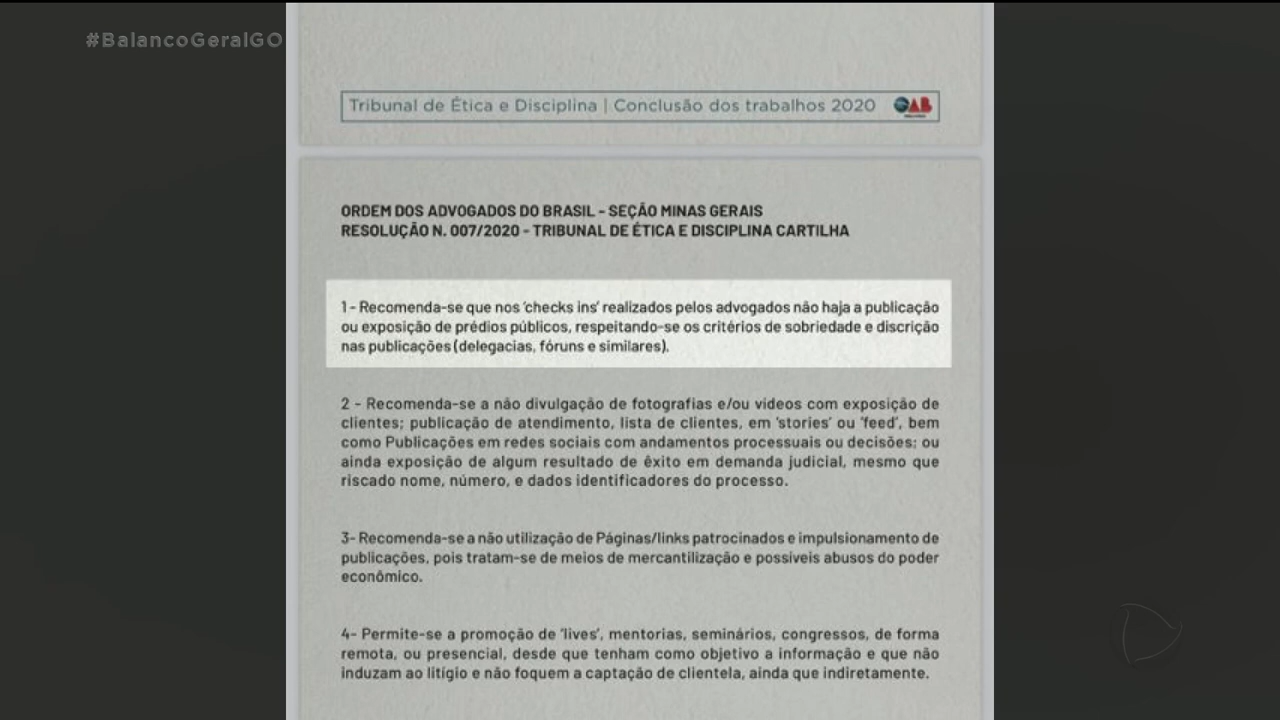 #BalancoGeralGO
Tribunal de Ética e Disciplina | Conclusão dos trabalhos 2020 OAB
ORDEM DOS ADVOGADOS DO BRASIL - SEÇÃO MINAS GERAIS
RESOLUÇÃO N. 007/2020 - TRIBUNAL DE ÉTICA E DISCIPLINA CARTILHA
1 - Recomenda-se que nos 'checks ins' realizados pelos advogados não haja a publicação
ou exposição de prédios públicos, respeitando-se os critérios de sobriedade e discrição
nas publicações (delegacias, fóruns e similares).
2 - Recomenda-se a não divulgação de fotografias e/ou vídeos com exposição de
clientes; publicação de atendimento, lista de clientes, em 'stories' ou 'feed', bem
como Publicações em redes sociais com andamentos processuais ou decisões; ou
ainda exposição de algum resultado de êxito em demanda judicial, mesmo que
riscado nome, número, e dados identificadores do processo.
3- Recomenda-se a não utilização de Páginas/links patrocinados e impulsionamento de
publicações, pois tratam-se de meios de mercantilização e possíveis abusos do poder
econômico.
4- Permite-se a promoção de 'lives', mentorias, seminários, congressos, de forma
remota, ou presencial, desde que tenham como objetivo a informação e que não
induzam ao litígio e não foquem a captação de clientela, ainda que indiretamente.